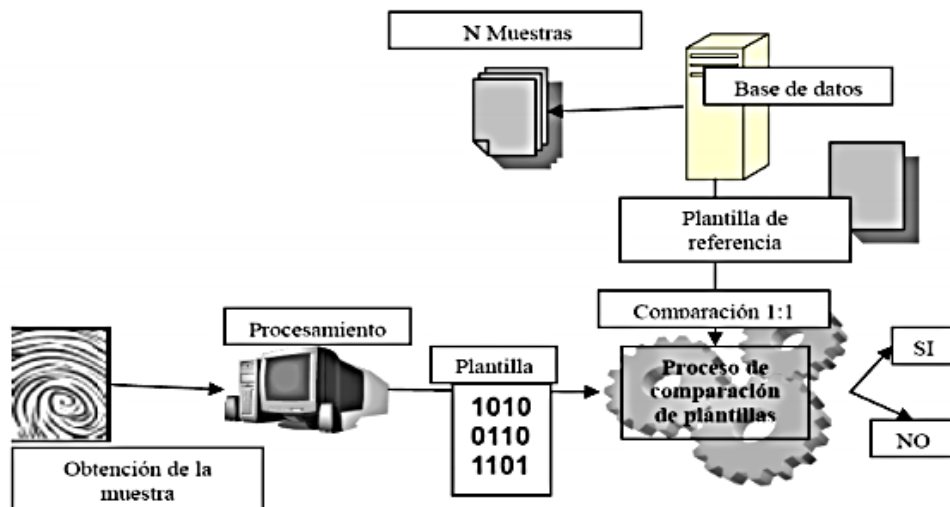 N Muestras
Base de datos
Plantilla de
referencia
Comparación 1:1
Procesamiento
Plantilla
1010
0110
1101
Proceso de
comparación
de plántillas
SI
NO
Obtención de la
muestra